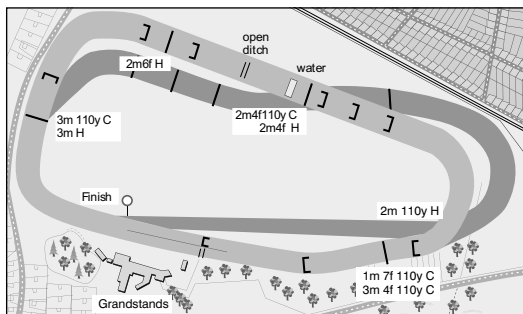 open
ditch
water
2m6f H
2m4f110y C
2m4f H
3m 110y C
3m H
Finish
2m 110y H
1m 7f 110y C
3m 4f 110y C
Grandstands